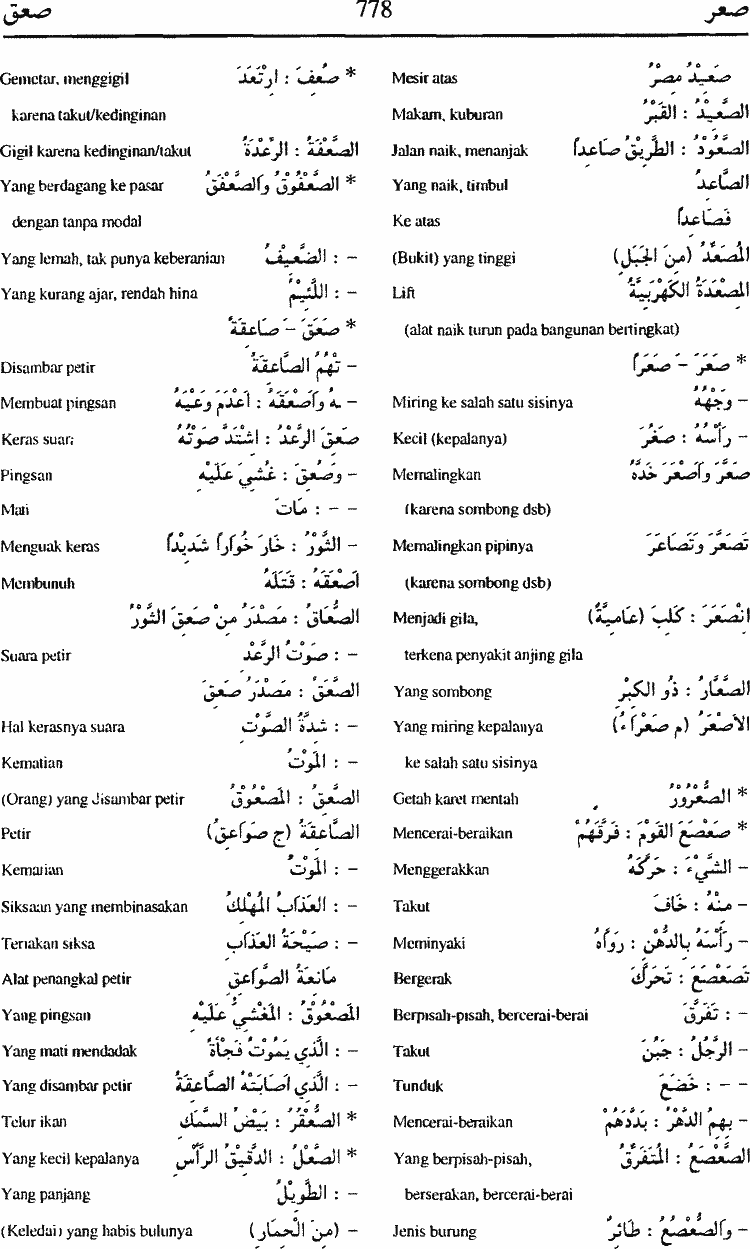 صعر 778 صعق
صَعِيْدُ مِصْرَ Mesir atas
الصَّعِيْدُ : القَبْرُ Makam, kuburan
الصَّعُوْدُ : الطَّرِيْقُ صَاعِداً Jalan naik, menanjak
الصَّاعِدُ Yang naik, timbul
فَصَاعِداً Ke atas
المُصَعَّدُ (مِنَ الجَبَلِ) (Bukit) yang tinggi
المِصْعَدَةُ الكَهْرَبِيَّةُ Lift
(alat naik turun pada bangunan bertingkat)
* صَعِرَ – صَعَراً
– وَجْهُهُ Miring ke salah satu sisinya
– رَأْسُهُ : صَغُرَ Kecil (kepalanya)
صَعَّرَ وَأَصْعَرَ خَدَّهُ Memalingkan
(karena sombong dsb)
تَصَعَّرَ وَتَصَاعَرَ Memalingkan pipinya
(karena sombong dsb)
انْصَعَرَ : كَلِبَ (عَامِيَّةٌ) Menjadi gila,
terkena penyakit anjing gila
الصَّعَّارُ : ذُو الكِبْرِ Yang sombong
الأَصْعَرُ (م صَعْرَاءُ) Yang miring kepalanya
ke salah satu sisinya
* الصُّعْرُوْرُ Getah karet mentah
* صَعْصَعَ القَوْمَ : فَرَّقَهُمْ Mencerai-beraikan
– الشَّيْءَ : حَرَّكَهُ Menggerakkan
– مِنْهُ : خَافَ Takut
– رَأْسَهُ بِالدُّهْنِ : رَوَّاهُ Meminyaki
تَصَعْصَعَ : تَحَرَّكَ Bergerak
– : تَفَرَّقَ Berpisah-pisah, bercerai-berai
– الرَّجُلُ : جَبُنَ Takut
– – : خَضَعَ Tunduk
– بِهِمُ الدَّهْرُ : بَدَّدَهُمْ Mencerai-beraikan
الصَّعْصَعُ : المُتَفَرِّقُ Yang berpisah-pisah,
berserakan, bercerai-berai
– وَالصُّعْصُعُ : طَائِرٌ Jenis burung
* صُعِفَ : ارْتَعَدَ Gemetar, menggigil
karena takut/kedinginan
الصَّعْفَةُ : الرِّعْدَةُ Gigil karena kedinginan/takut
* الصَّعْفُوْقُ وَالصَّعْفَقُ Yang berdagang ke pasar
dengan tanpa modal
– : الضَّعِيْفُ Yang lemah, tak punya keberanian
– : اللَّئِيْمُ Yang kurang ajar, rendah hina
* صَعَقَ – صَاعِقَةً
– تْهُمُ الصَّاعِقَةُ Disambar petir
– ـهُ وَأَصْعَقَهُ : أَعْدَمَ وَعْيَهُ Membuat pingsan
صَعِقَ الرَّعْدُ : اشْتَدَّ صَوْتُهُ Keras suara
– وَصُعِقَ : غُشِيَ عَلَيْهِ Pingsan
– – : مَاتَ Mati
– الثَّوْرُ : خَارَ خُوَاراً شَدِيْداً Menguak keras
أَصْعَقَهُ : قَتَلَهُ Membunuh
الصُّعَاقُ : مَصْدَرُ مِنْ صَعِقَ الثَّوْرُ
– : صَوْتُ الرَّعْدِ Suara petir
الصَّعَقُ : مَصْدَرُ صَعِقَ
– : شِدَّةُ الصَّوْتِ Hal kerasnya suara
– : المَوْتُ Kematian
الصَّعِقُ : المَصْعُوْقُ (Orang) yang disambar petir
الصَّاعِقَةُ (ج صَوَاعِقُ) Petir
– : المَوْتُ Kematian
– : العَذَابُ المُهْلِكُ Siksaan yang membinasakan
– : صَيْحَةُ العَذَابِ Teriakan siksa
مَانِعَةُ الصَّوَاعِقِ Alat penangkal petir
المَصْعُوْقُ : المَغْشِيُّ عَلَيْهِ Yang pingsan
– : الَّذِي يَمُوْتُ فَجْأَةً Yang mati mendadak
– : الَّذِي أَصَابَتْهُ الصَّاعِقَةُ Yang disambar petir
* الصُّعْقُرُ : بَيْضُ السَّمَكِ Telur ikan
* الصَّعْلُ : الدَّقِيْقُ الرَّأْسِ Yang kecil kepalanya
– : الطَّوِيْلُ Yang panjang
– (مِنَ الْحِمَارِ) (Keledai) yang habis bulunya